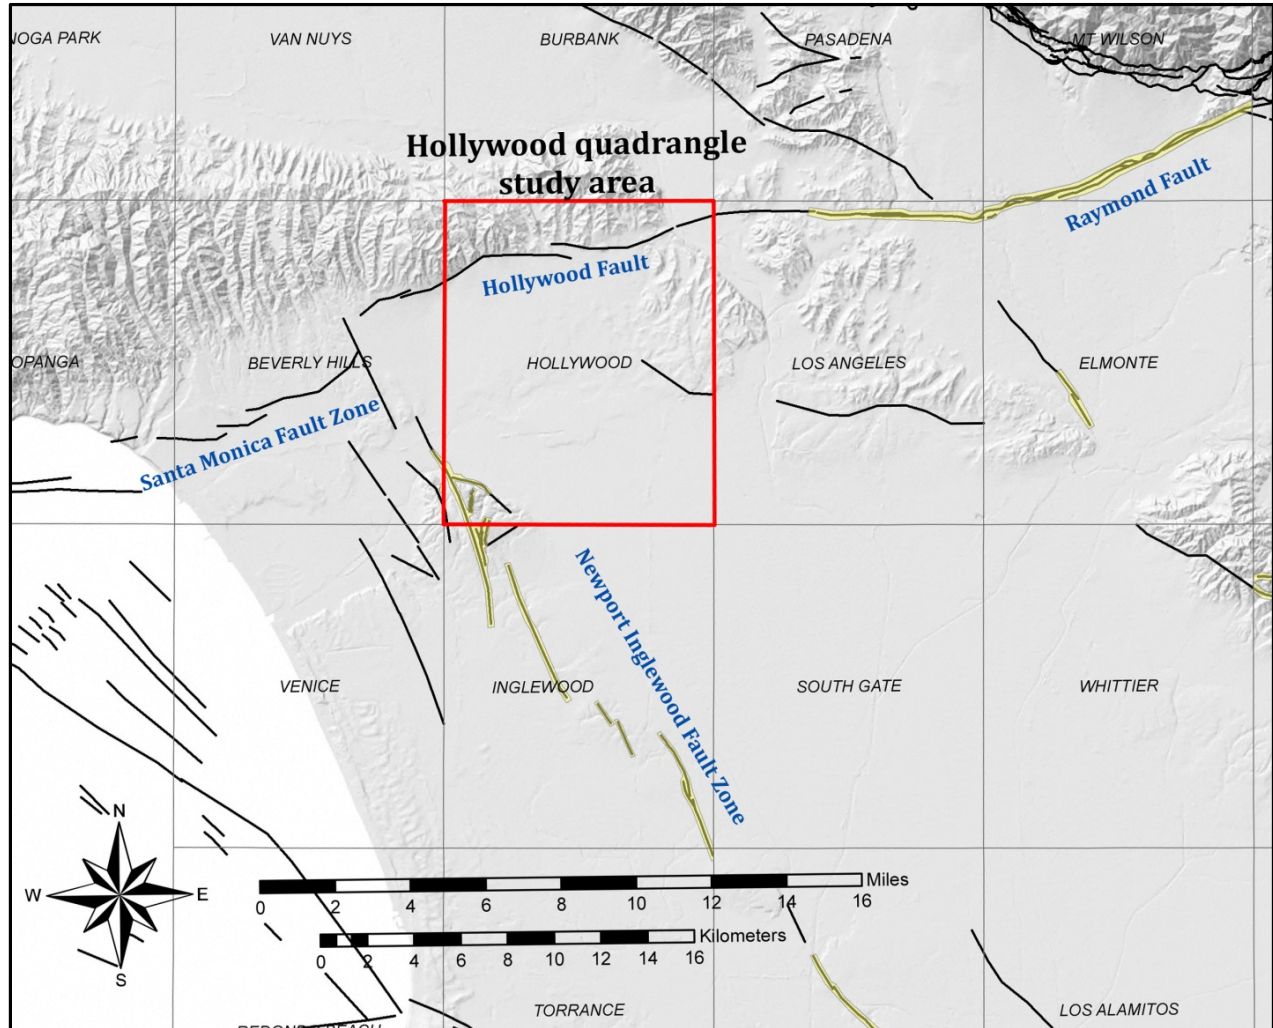 NOGA PARK
VAN NUYS
BURBANK
PASADENA
MT WILSON
Hollywood quadrangle
study area
Raymond Fault
Hollywood Fault
OPANGA
BEVERLY HILLS
HOLLYWOOD
LOS ANGELES
ELMONTE
Santa Monica Fault Zone
Newport Inglewood Fault Zone
VENICE
INGLEWOOD
SOUTH GATE
WHITTIER
N
W
E
S
Miles
0 2 4 6 8 10 12 14 16
Kilometers
0 2 4 6 8 10 12 14 16
TORRANCE
LOS ALAMITOS
REDONDO BEACH